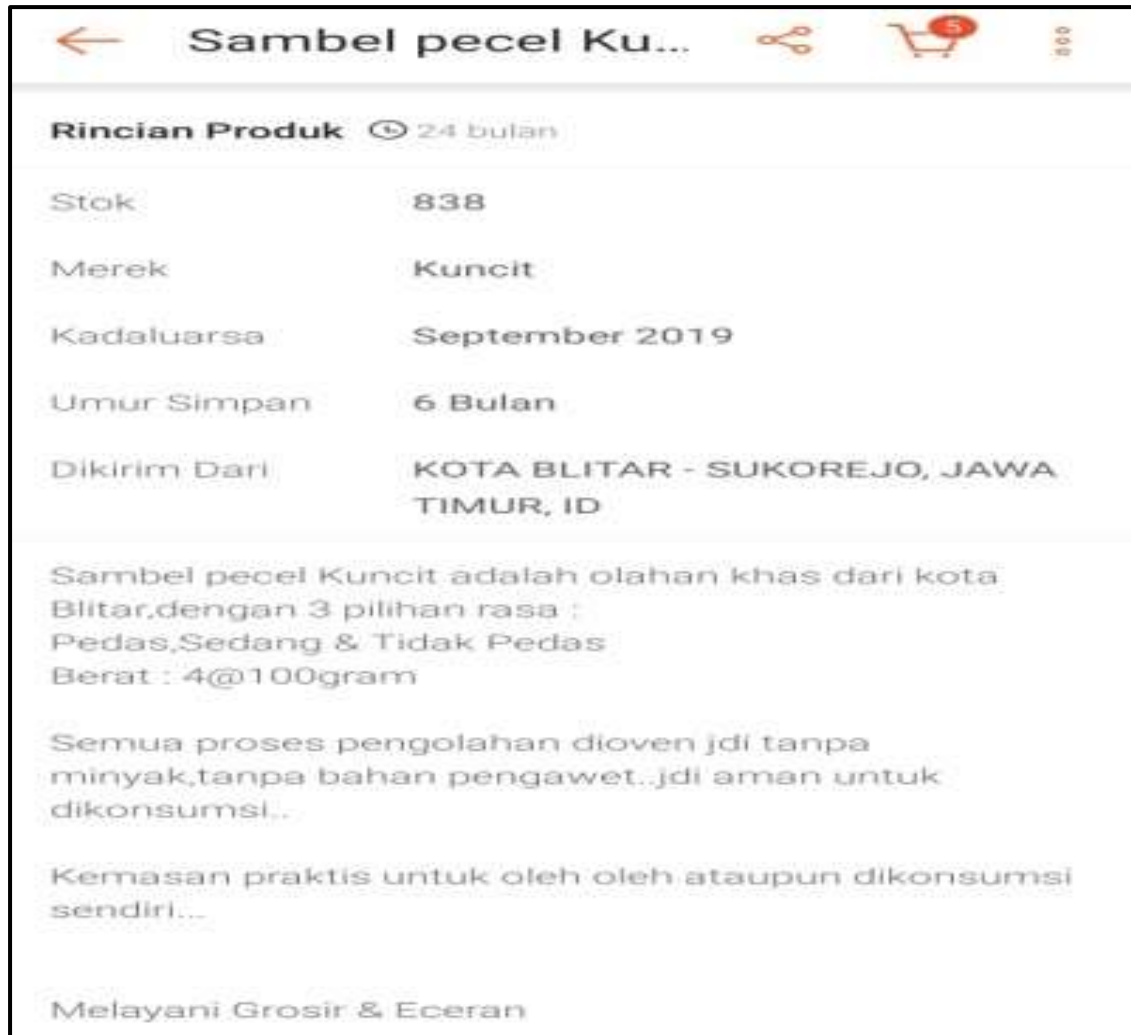 Sambel pecel Ku...
5
Rincian Produk 24 bulan
Stok 838
Merek Kuncit
Kadaluarsa September 2019
Umur Simpan 6 Bulan
Dikirim Dari KOTA BLITAR - SUKOREJO, JAWA
TIMUR, ID
Sambel pecel Kuncit adalah olahan khas dari kota
Blitar,dengan 3 pilihan rasa :
Pedas,Sedang & Tidak Pedas
Berat : 4@100gram
Semua proses pengolahan dioven jdi tanpa
minyak,tanpa bahan pengawet..jdi aman untuk
dikonsumsi..
Kemasan praktis untuk oleh oleh ataupun dikonsumsi
sendiri...
Melayani Grosir & Eceran